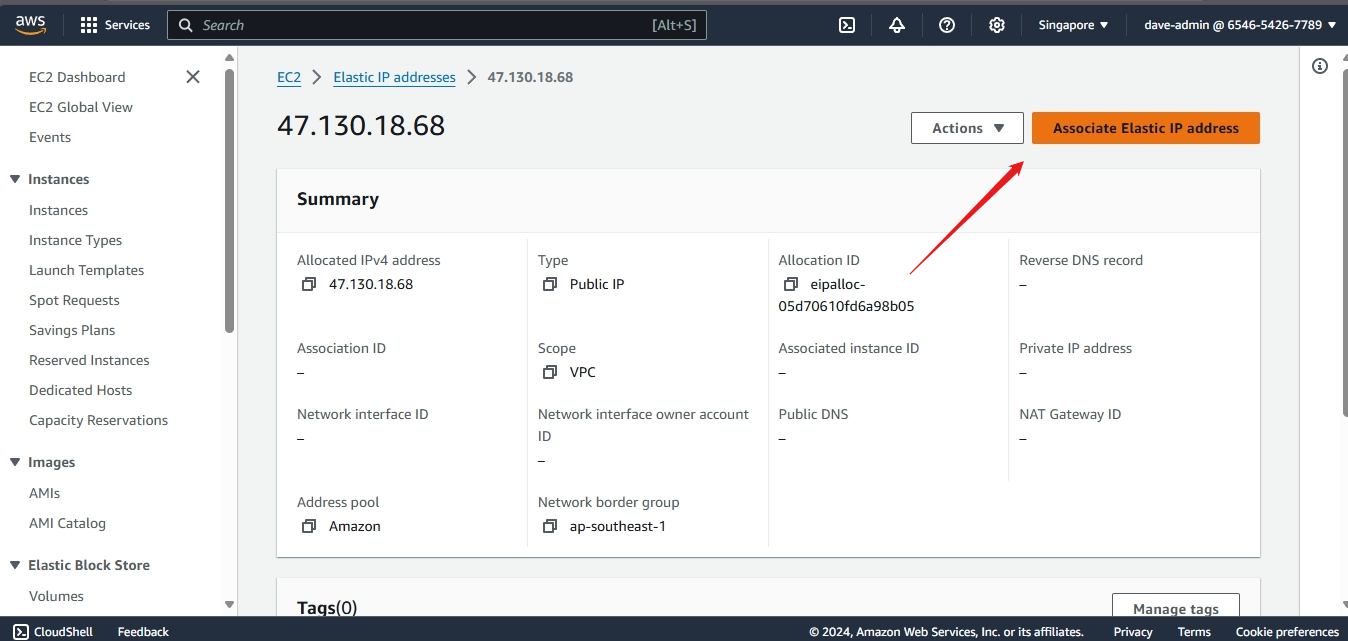 aws
Services
Search
[Alt+S]
Singapore
dave-admin @ 6546-5426-7789
EC2 Dashboard
EC2 Global View
Events
Instances
Instances
Instance Types
Launch Templates
Spot Requests
Savings Plans
Reserved Instances
Dedicated Hosts
Capacity Reservations
Images
AMIs
AMI Catalog
Elastic Block Store
Volumes
EC2 > Elastic IP addresses > 47.130.18.68
47.130.18.68
Actions
Associate Elastic IP address
Summary
Allocated IPv4 address
47.130.18.68
Type
Public IP
Allocation ID
eipalloc-
05d70610fd6a98b05
Reverse DNS record
–
Association ID
–
Scope
VPC
Associated instance ID
–
Private IP address
–
Network interface ID
–
Network interface owner account
ID
–
Public DNS
–
NAT Gateway ID
–
Address pool
Amazon
Network border group
ap-southeast-1
Tags(0)
Manage tags
CloudShell
Feedback
© 2024, Amazon Web Services, Inc. or its affiliates.
Privacy
Terms
Cookie preferences